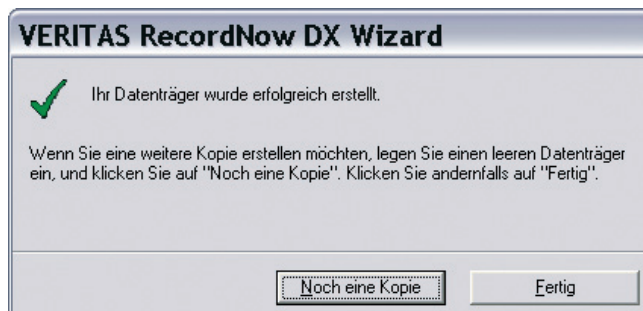 VERITAS RecordNow DX Wizard
Ihr Datenträger wurde erfolgreich erstellt.
Wenn Sie eine weitere Kopie erstellen möchten, legen Sie einen leeren Datenträger
ein, und klicken Sie auf "Noch eine Kopie". Klicken Sie andernfalls auf "Fertig".
Noch eine Kopie
Fertig